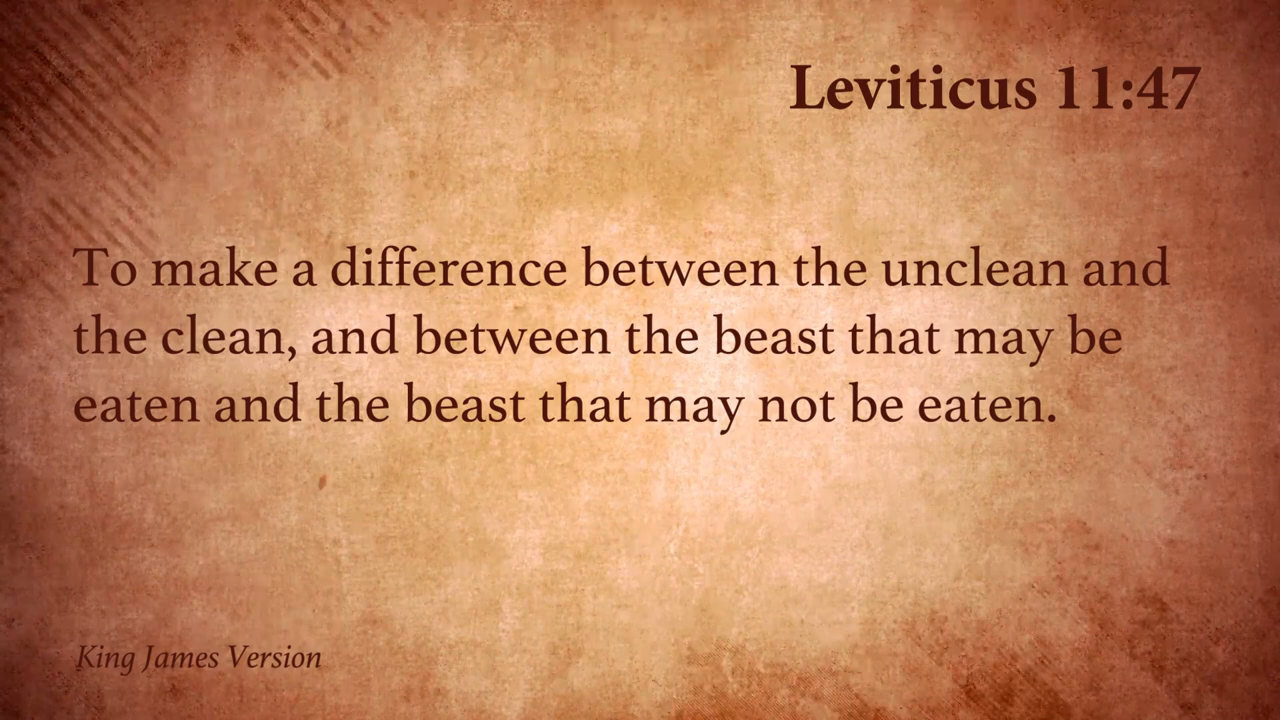 Leviticus 11:47
To make a difference between the unclean and
the clean, and between the beast that may be
eaten and the beast that may not be eaten.
King James Version